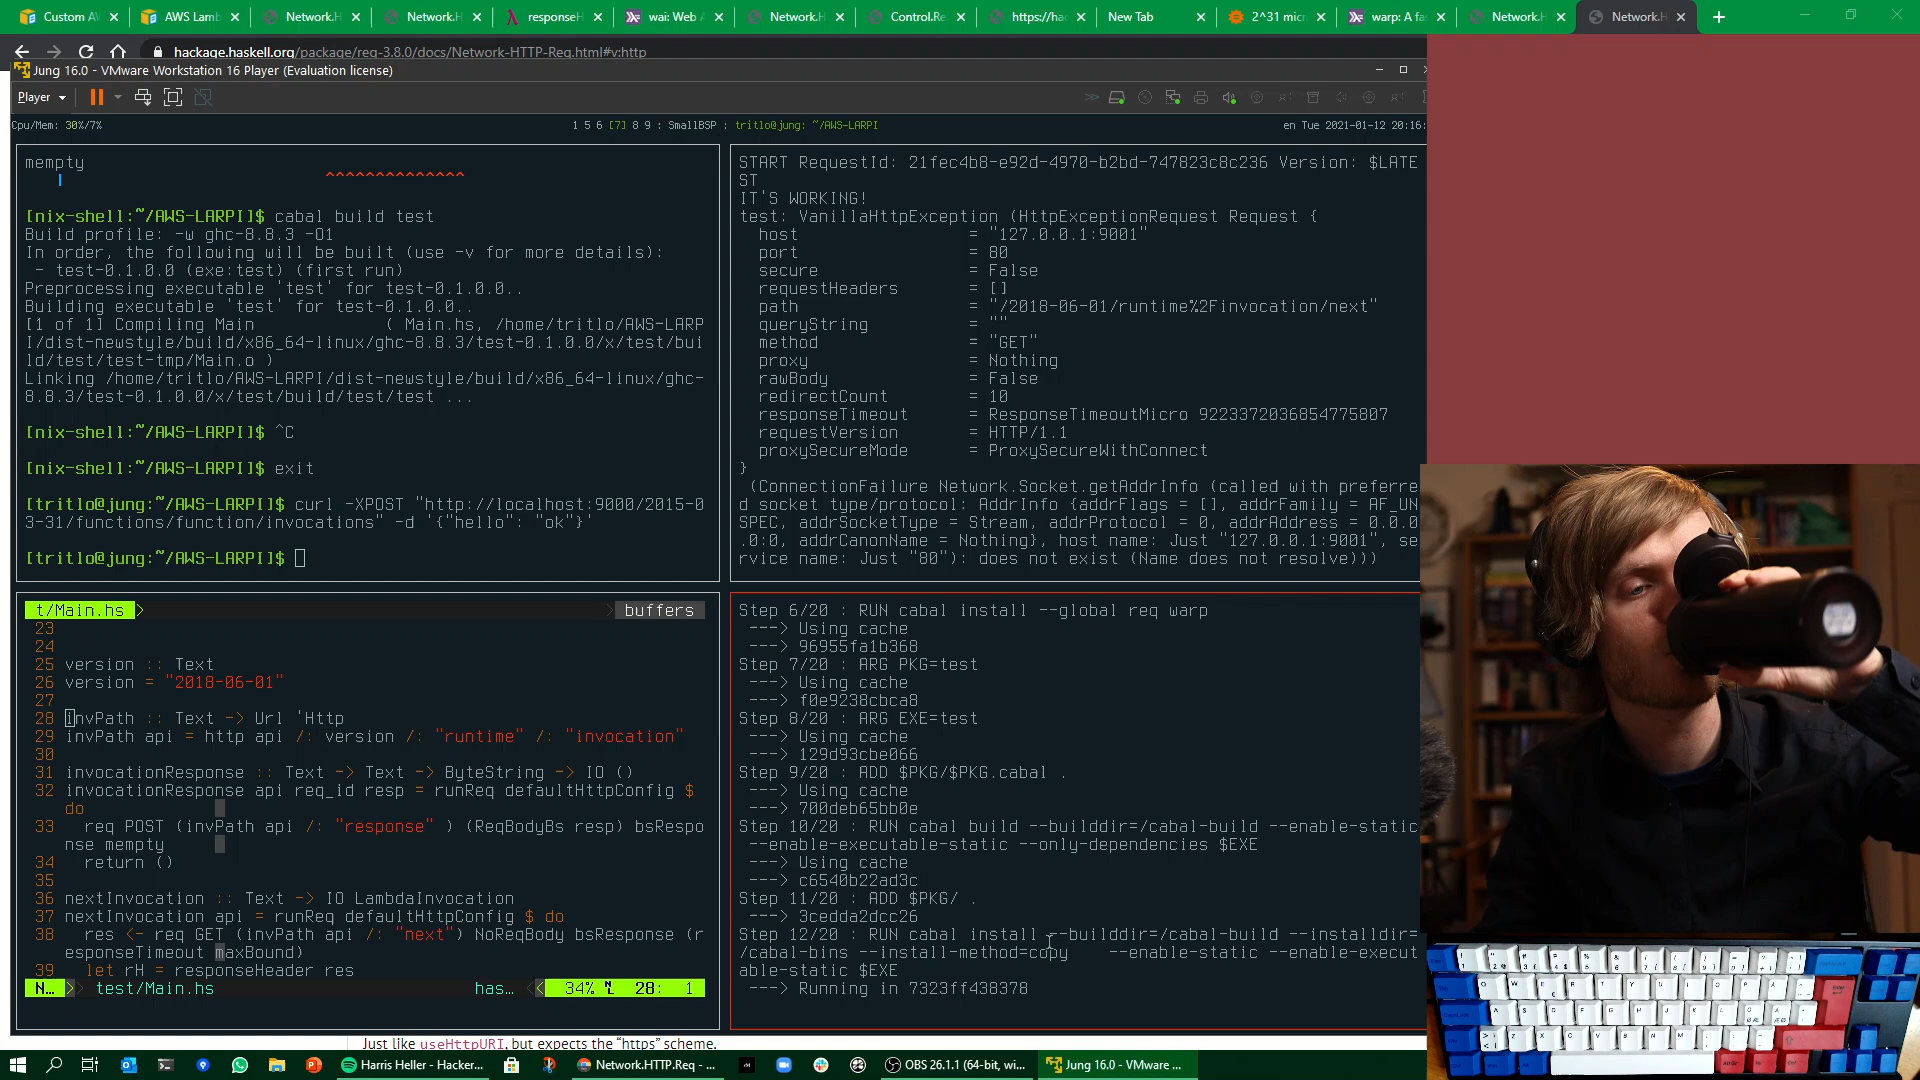 Custom AW
AWS Lamb
Network.H
Network.H
responseH
wai: Web A
Network.H
Control.Re
https://hac
New Tab
2^31 micr
warp: A fa
Network.H
Network.H
hackage.haskell.org/package/req-3.8.0/docs/Network-HTTP-Req.html#v:http
Jung 16.0 - VMware Workstation 16 Player (Evaluation license)
Player
Cpu/Mem: 30%/7%
1 5 6 [7] 8 9 : SmallBSP : tritlo@jung: ~/AWS-LARPI
en Tue 2021-01-12 20:16:
mempty
^^^^^^^^^^^^^^
[nix-shell:~/AWS-LARPI]$ cabal build test
Build profile: -w ghc-8.8.3 -O1
In order, the following will be built (use -v for more details):
- test-0.1.0.0 (exe:test) (first run)
Preprocessing executable 'test' for test-0.1.0.0..
Building executable 'test' for test-0.1.0.0..
[1 of 1] Compiling Main ( Main.hs, /home/tritlo/AWS-LARP
I/dist-newstyle/build/x86_64-linux/ghc-8.8.3/test-0.1.0.0/x/test/bui
ld/test/test-tmp/Main.o )
Linking /home/tritlo/AWS-LARPI/dist-newstyle/build/x86_64-linux/ghc-
8.8.3/test-0.1.0.0/x/test/build/test/test ...
[nix-shell:~/AWS-LARPI]$ ^C
[nix-shell:~/AWS-LARPI]$ exit
[tritlo@jung:~/AWS-LARPI]$ curl -XPOST "http://localhost:9000/2015-0
3-31/functions/function/invocations" -d '{"hello": "ok"}'
[tritlo@jung:~/AWS-LARPI]$
START RequestId: 21fec4b8-e92d-4970-b2bd-747823c8c236 Version: $LATE
ST
IT'S WORKING!
test: VanillaHttpException (HttpExceptionRequest Request {
host = "127.0.0.1:9001"
port = 80
secure = False
requestHeaders = []
path = "/2018-06-01/runtime%2Finvocation/next"
queryString = ""
method = "GET"
proxy = Nothing
rawBody = False
redirectCount = 10
responseTimeout = ResponseTimeoutMicro 9223372036854775807
requestVersion = HTTP/1.1
proxySecureMode = ProxySecureWithConnect
}
(ConnectionFailure Network.Socket.getAddrInfo (called with preferre
d socket type/protocol: AddrInfo {addrFlags = [], addrFamily = AF_UN
SPEC, addrSocketType = Stream, addrProtocol = 0, addrAddress = 0.0.0
.0:0, addrCanonName = Nothing}, host name: Just "127.0.0.1:9001", se
rvice name: Just "80"): does not exist (Name does not resolve)))
t/Main.hs
buffers
23
24
25 version :: Text
26 version = "2018-06-01"
27
28 invPath :: Text -> Url 'Http
29 invPath api = http api /: version /: "runtime" /: "invocation"
30
31 invocationResponse :: Text -> Text -> ByteString -> IO ()
32 invocationResponse api req_id resp = runReq defaultHttpConfig $
do
33 req POST (invPath api /: "response" ) (ReqBodyBs resp) bsRespo
nse mempty
34 return ()
35
36 nextInvocation :: Text -> IO LambdaInvocation
37 nextInvocation api = runReq defaultHttpConfig $ do
38 res <- req GET (invPath api /: "next") NoReqBody bsResponse (r
esponseTimeout maxBound)
39 let rH = responseHeader res
N… test/Main.hs has… 34% 28: 1
Step 6/20 : RUN cabal install --global req warp
---> Using cache
---> 96955fa1b368
Step 7/20 : ARG PKG=test
---> Using cache
---> f0e9238cbca8
Step 8/20 : ARG EXE=test
---> Using cache
---> 129d93cbe066
Step 9/20 : ADD $PKG/$PKG.cabal .
---> Using cache
---> 700deb65bb0e
Step 10/20 : RUN cabal build --builddir=/cabal-build --enable-static
--enable-executable-static --only-dependencies $EXE
---> Using cache
---> c6540b22ad3c
Step 11/20 : ADD $PKG/ .
---> 3cedda2dcc26
Step 12/20 : RUN cabal install --builddir=/cabal-build --installdir=
/cabal-bins --install-method=copy --enable-static --enable-execut
able-static $EXE
---> Running in 7323ff438378
Just like useHttpURI, but expects the “https” scheme.
Harris Heller - Hacker...
Network.HTTP.Req - ...
OBS 26.1.1 (64-bit, wi...
Jung 16.0 - VMware ...